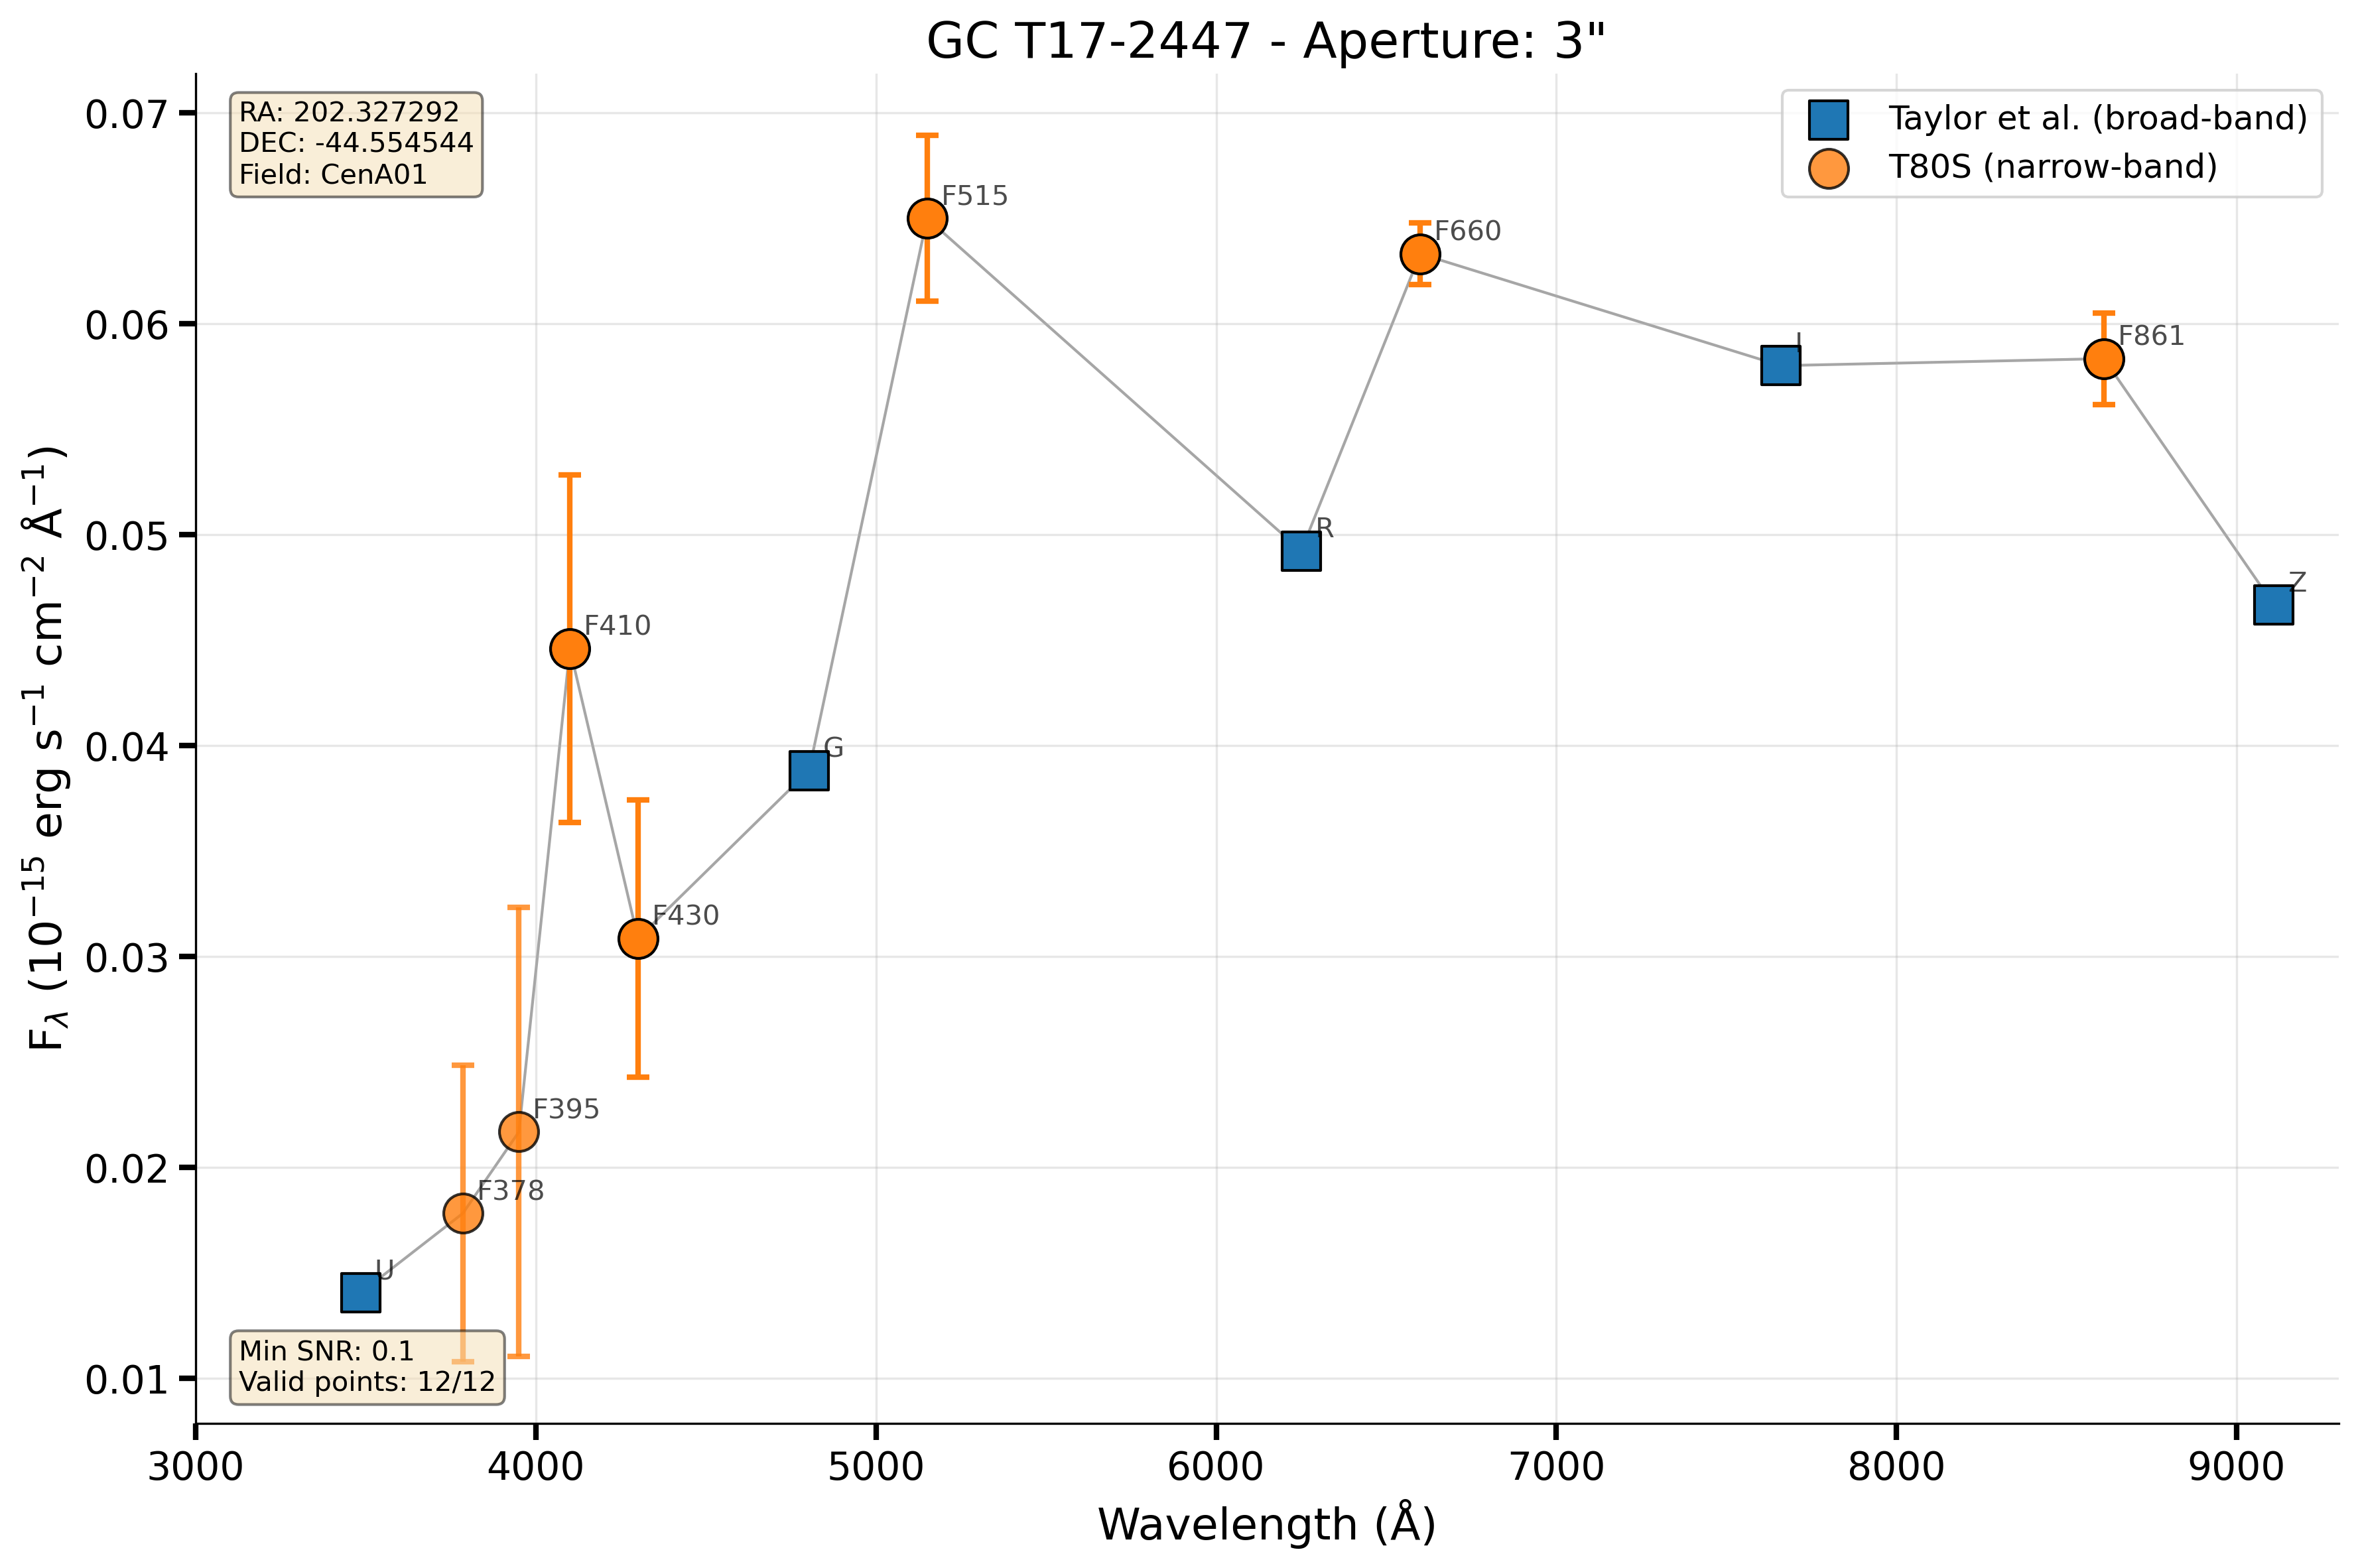 GC T17-2447 - Aperture: 3"
RA: 202.327292
DEC: -44.554544
Field: CenA01
Taylor et al. (broad-band)
T80S (narrow-band)
F515
F660
I
F861
R
Z
F410
G
F430
F395
F378
U
Min SNR: 0.1
Valid points: 12/12
0.07
0.06
0.05
0.04
0.03
0.02
0.01
3000 4000 5000 6000 7000 8000 9000
Wavelength (Å)
F$_{λ}$ (10$^{−15}$ erg s$^{−1}$ cm$^{−2}$ Å$^{−1}$)